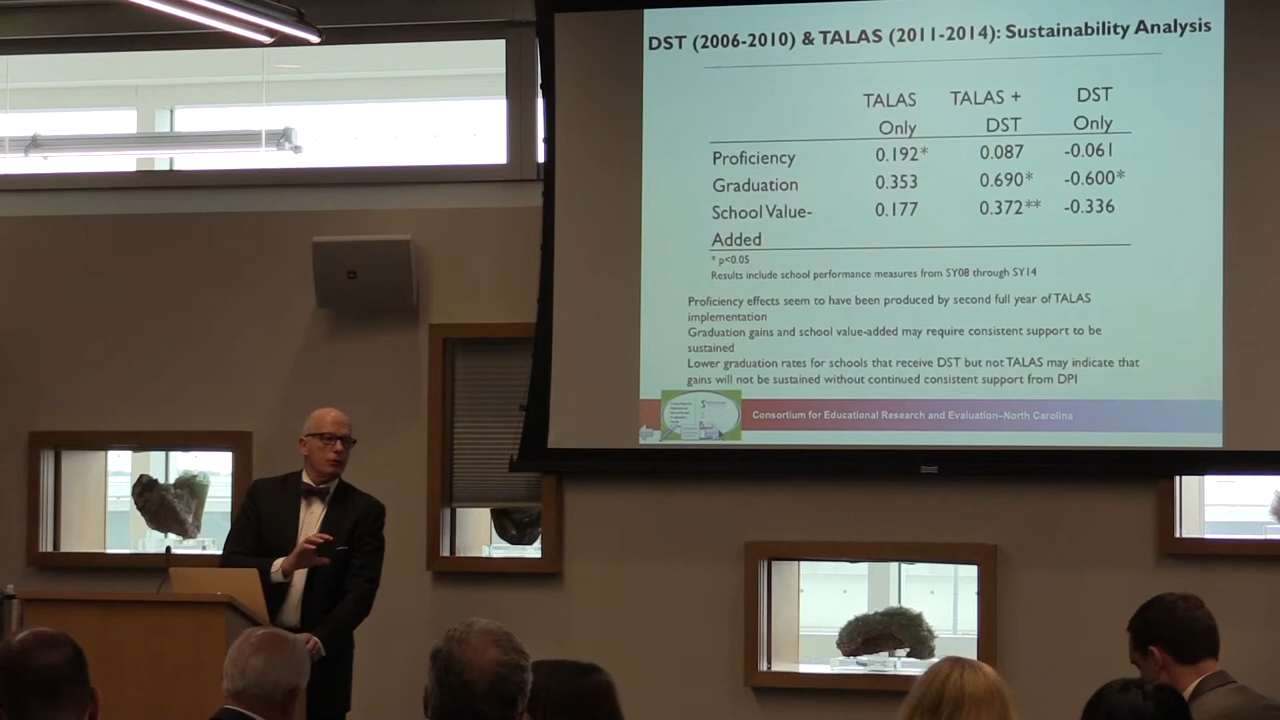 DST (2006-2010) & TALAS (2011-2014): Sustainability Analysis
TALAS Only TALAS + DST DST Only
Proficiency 0.192* 0.087 -0.061
Graduation 0.353 0.690* -0.600*
School Value-Added 0.177 0.372** -0.336
* p<0.05
Results include school performance measures from SY08 through SY14
Proficiency effects seem to have been produced by second full year of TALAS
implementation
Graduation gains and school value-added may require consistent support to be
sustained
Lower graduation rates for schools that receive DST but not TALAS may indicate that
gains will not be sustained without continued consistent support from DPI
Consortium for Educational Research and Evaluation–North Carolina